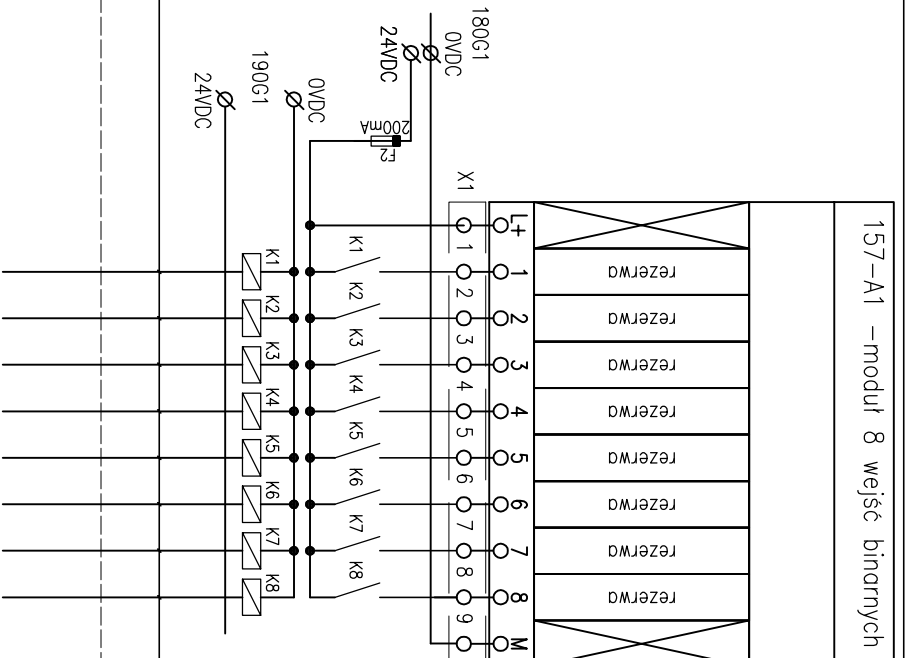 157-A1 -moduł 8 wejść binarnych
L+
1
2
3
4
5
6
7
8
M
rezerwa
rezerwa
rezerwa
rezerwa
rezerwa
rezerwa
rezerwa
rezerwa
X1
1
2
3
4
5
6
7
8
9
180G1
0VDC
24VDC
F2
200mA
K1
K2
K3
K4
K5
K6
K7
K8
0VDC
190G1
24VDC
K1
K2
K3
K4
K5
K6
K7
K8